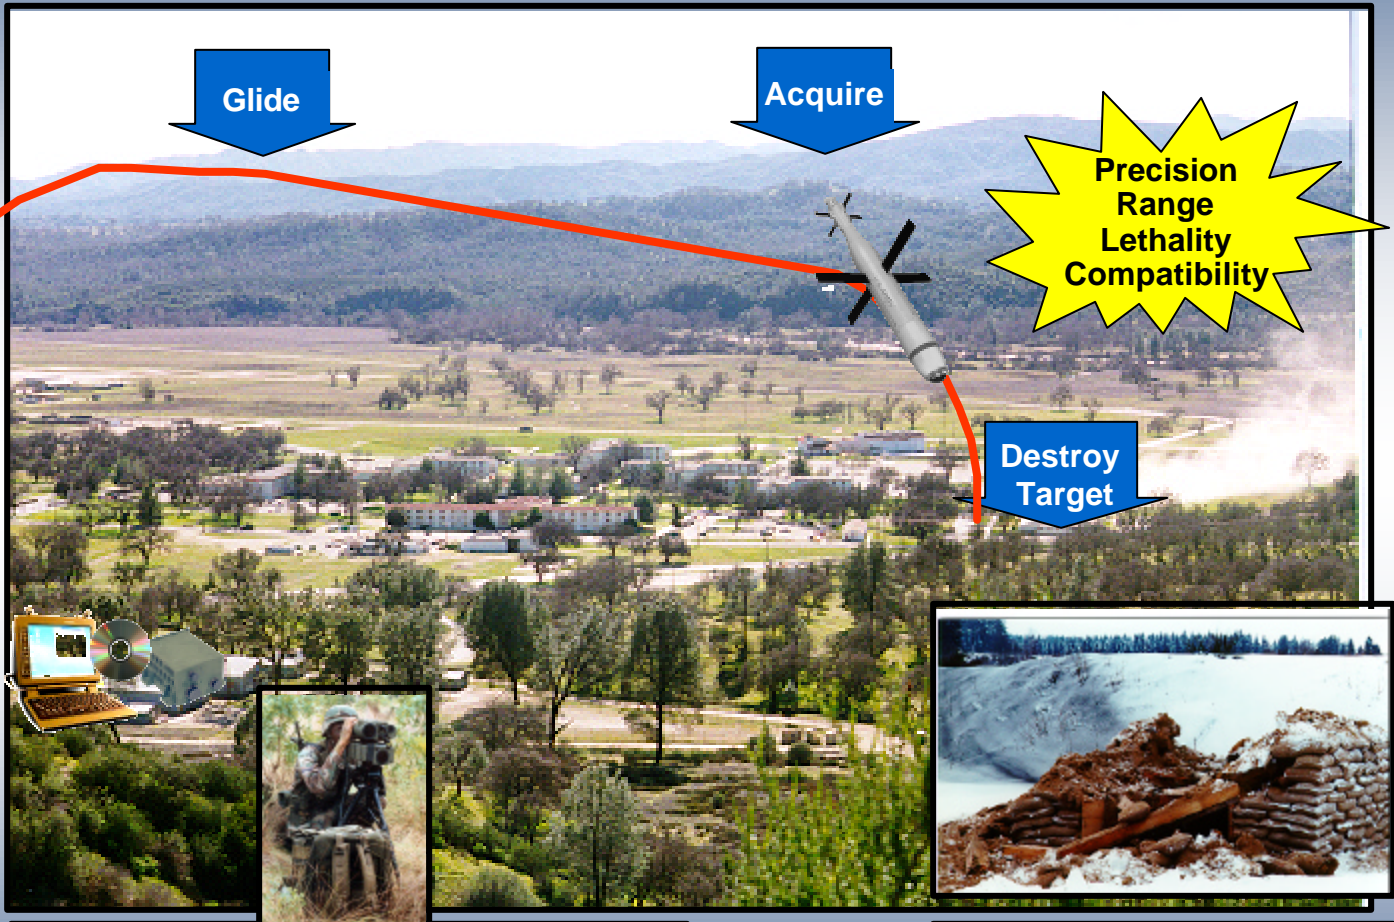 Glide
Acquire
Precision
Range
Lethality
Compatibility
Destroy
Target